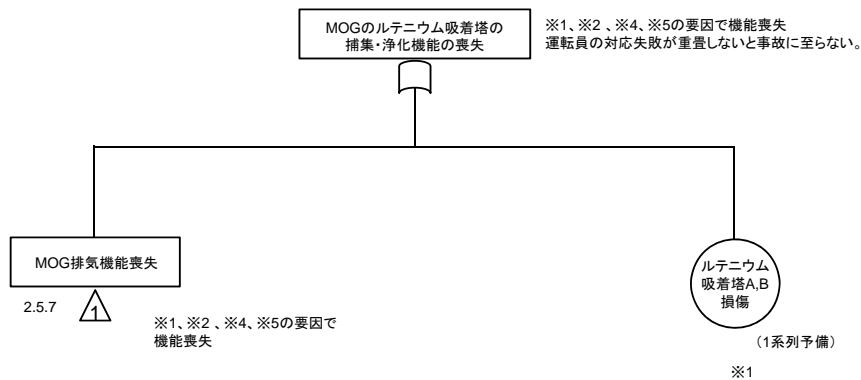 MOGのルテニウム吸着塔の
捕集・浄化機能の喪失
※1、※2 、※4、※5の要因で機能喪失
運転員の対応失敗が重畳しないと事故に至らない。
MOG排気機能喪失
2.5.7
1
※1、※2 、※4、※5の要因で
機能喪失
ルテニウム
吸着塔A,B
損傷
（1系列予備）
※1